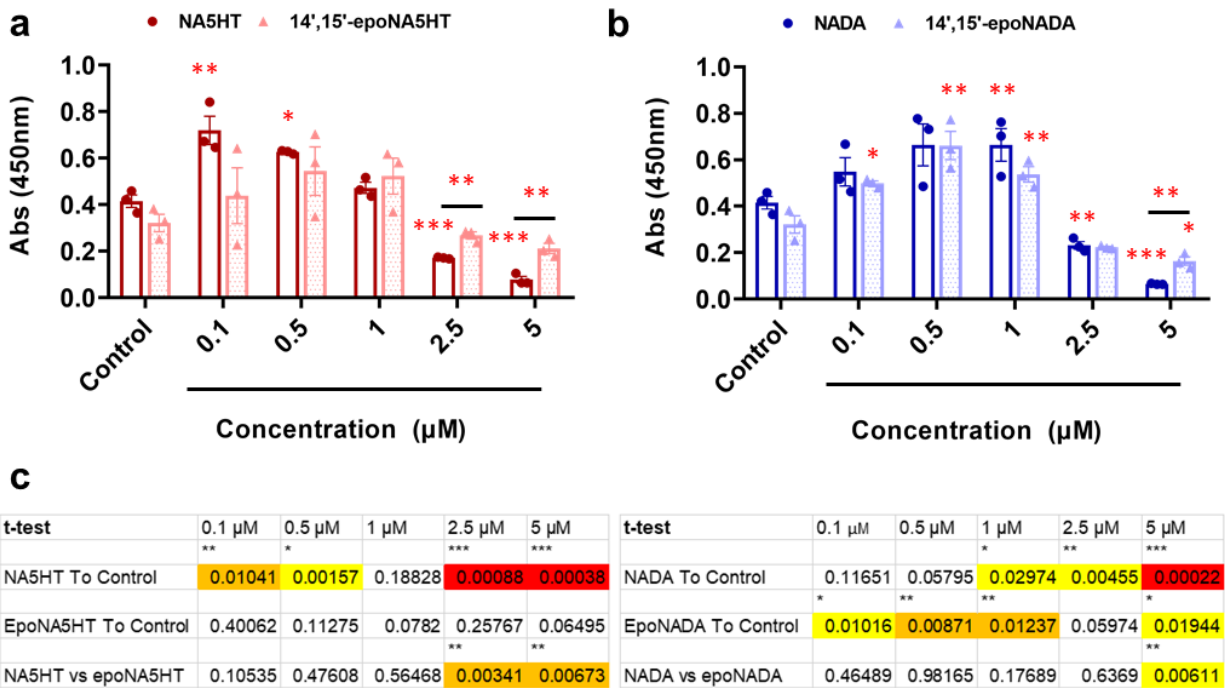 a
NA5HT 14',15'-epoNA5HT
Abs (450nm)
1.0
0.8
0.6
0.4
0.2
0.0
** * *** ** *** **
Control 0.1 0.5 1 2.5 5
Concentration (µM)
b
NADA 14',15'-epoNADA
Abs (450nm)
1.0
0.8
0.6
0.4
0.2
0.0
* ** ** ** ** *** ** *
Control 0.1 0.5 1 2.5 5
Concentration (µM)
c
t-test 0.1 µM 0.5 µM 1 µM 2.5 µM 5 µM
** * *** ***
NA5HT To Control 0.01041 0.00157 0.18828 0.00088 0.00038
EpoNA5HT To Control 0.40062 0.11275 0.0782 0.25767 0.06495
** **
NA5HT vs epoNA5HT 0.10535 0.47608 0.56468 0.00341 0.00673
t-test 0.1 µM 0.5 µM 1 µM 2.5 µM 5 µM
* ** ***
NADA To Control 0.11651 0.05795 0.02974 0.00455 0.00022
* ** ** *
EpoNADA To Control 0.01016 0.00871 0.01237 0.05974 0.01944
**
NADA vs epoNADA 0.46489 0.98165 0.17689 0.6369 0.00611